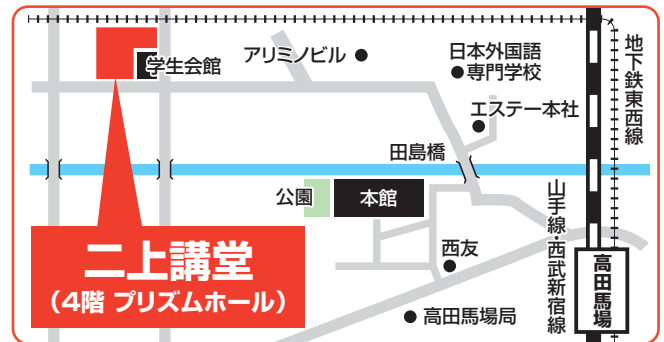 学生会館
アリミノビル
日本外国語
専門学校
エステー本社
地下鉄東西線
田島橋
公園
本館
山手線・西武新宿線
高田馬場
西友
高田馬場局
二上講堂
(4階 プリズムホール)